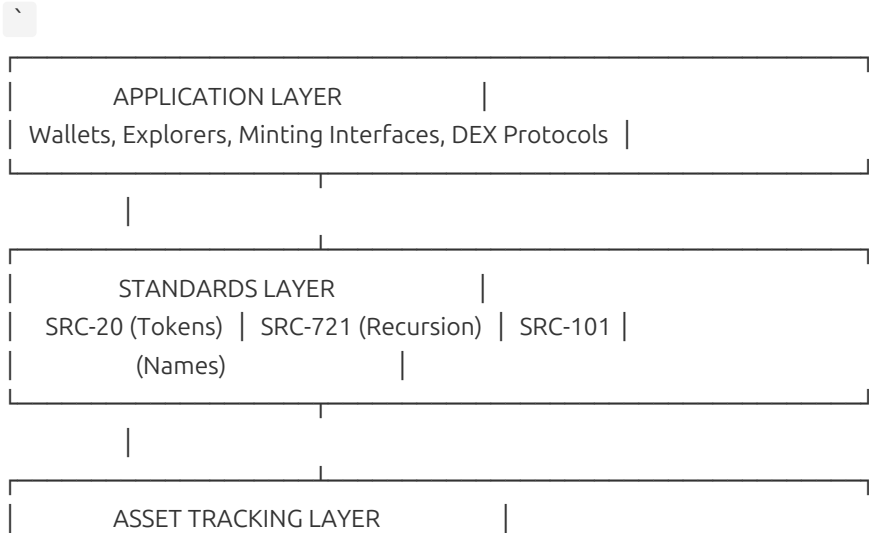 `
┌─────────────────────────────────────────────────────────┐
│ APPLICATION LAYER │
│ Wallets, Explorers, Minting Interfaces, DEX Protocols │
└────────────────────┬────────────────────────────────────┘
│
┌────────────────────┴────────────────────────────────────┐
│ STANDARDS LAYER │
│ SRC-20 (Tokens) │ SRC-721 (Recursion) │ SRC-101 │
│ (Names) │
└────────────────────┬────────────────────────────────────┘
│
┌────────────────────┴────────────────────────────────────┐
│ ASSET TRACKING LAYER │